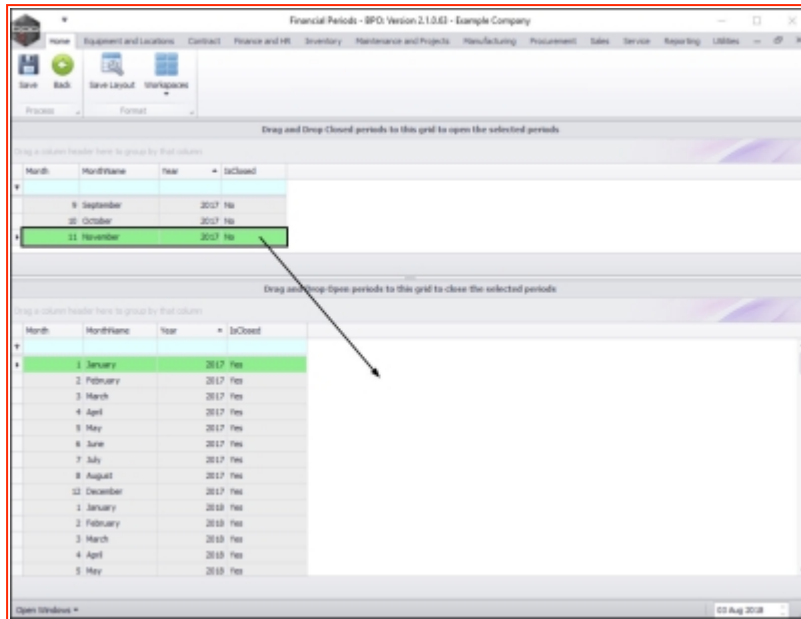 Financial Periods - BPO: Version 2.1.0.63 - Example Company
Home Equipment and Locations Contract Finance and HR Inventory Maintenance and Projects Manufacturing Procurement Sales Service Reporting Utilities
Save Back Save Layout Workspaces
Process Format
Drag and Drop Closed periods to this grid to open the selected periods
Drag a column header here to group by that column
Month MonthName Year IsClosed
9 September 2017 No
10 October 2017 No
11 November 2017 No
Drag and Drop Open periods to this grid to close the selected periods
Drag a column header here to group by that column
Month MonthName Year IsClosed
1 January 2017 Yes
2 February 2017 Yes
3 March 2017 Yes
4 April 2017 Yes
5 May 2017 Yes
6 June 2017 Yes
7 July 2017 Yes
8 August 2017 Yes
12 December 2017 Yes
1 January 2018 Yes
2 February 2018 Yes
3 March 2018 Yes
4 April 2018 Yes
5 May 2018 Yes
Open Windows 03 Aug 2018